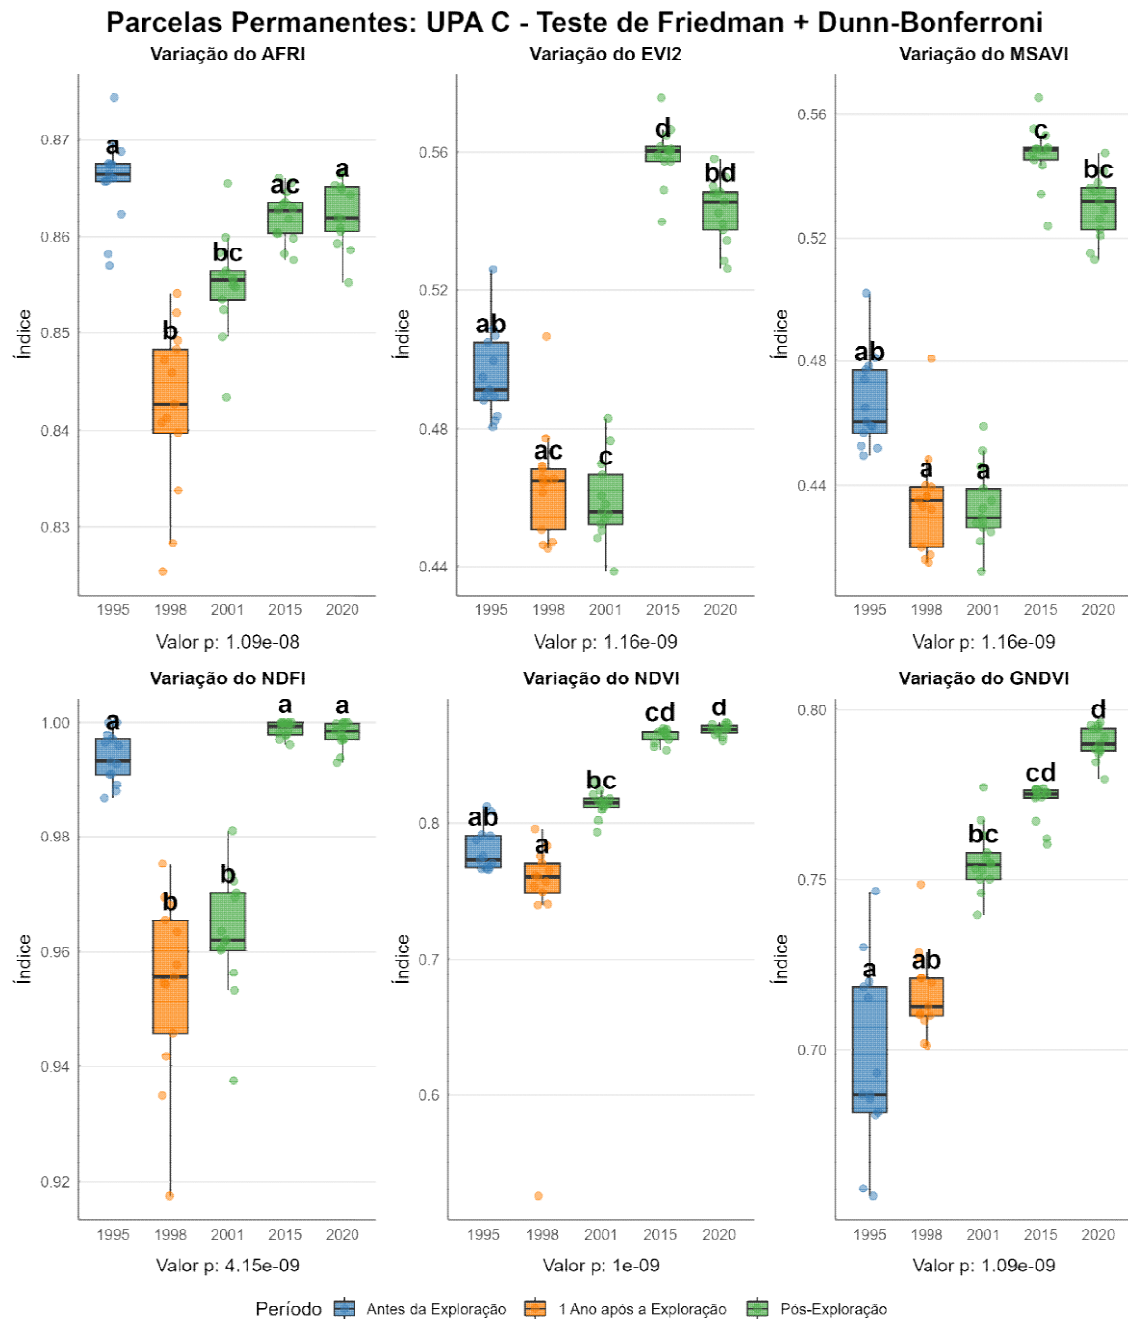 Parcelas Permanentes: UPA C - Teste de Friedman + Dunn-Bonferroni
Variação do AFRI
Índice
0.87
0.86
0.85
0.84
0.83
a
b
bc
ac
a
1995 1998 2001 2015 2020
Valor p: 1.09e-08
Variação do EVI2
Índice
0.56
0.52
0.48
0.44
ab
ac
c
d
bd
1995 1998 2001 2015 2020
Valor p: 1.16e-09
Variação do MSAVI
Índice
0.56
0.52
0.48
0.44
ab
a
a
c
bc
1995 1998 2001 2015 2020
Valor p: 1.16e-09
Variação do NDFI
Índice
1.00
0.98
0.96
0.94
0.92
a
b
b
a
a
1995 1998 2001 2015 2020
Valor p: 4.15e-09
Variação do NDVI
Índice
0.8
0.7
0.6
ab
a
bc
cd
d
1995 1998 2001 2015 2020
Valor p: 1e-09
Variação do GNDVI
Índice
0.80
0.75
0.70
a
ab
bc
cd
d
1995 1998 2001 2015 2020
Valor p: 1.09e-09
Período Antes da Exploração 1 Ano após a Exploração Pós-Exploração